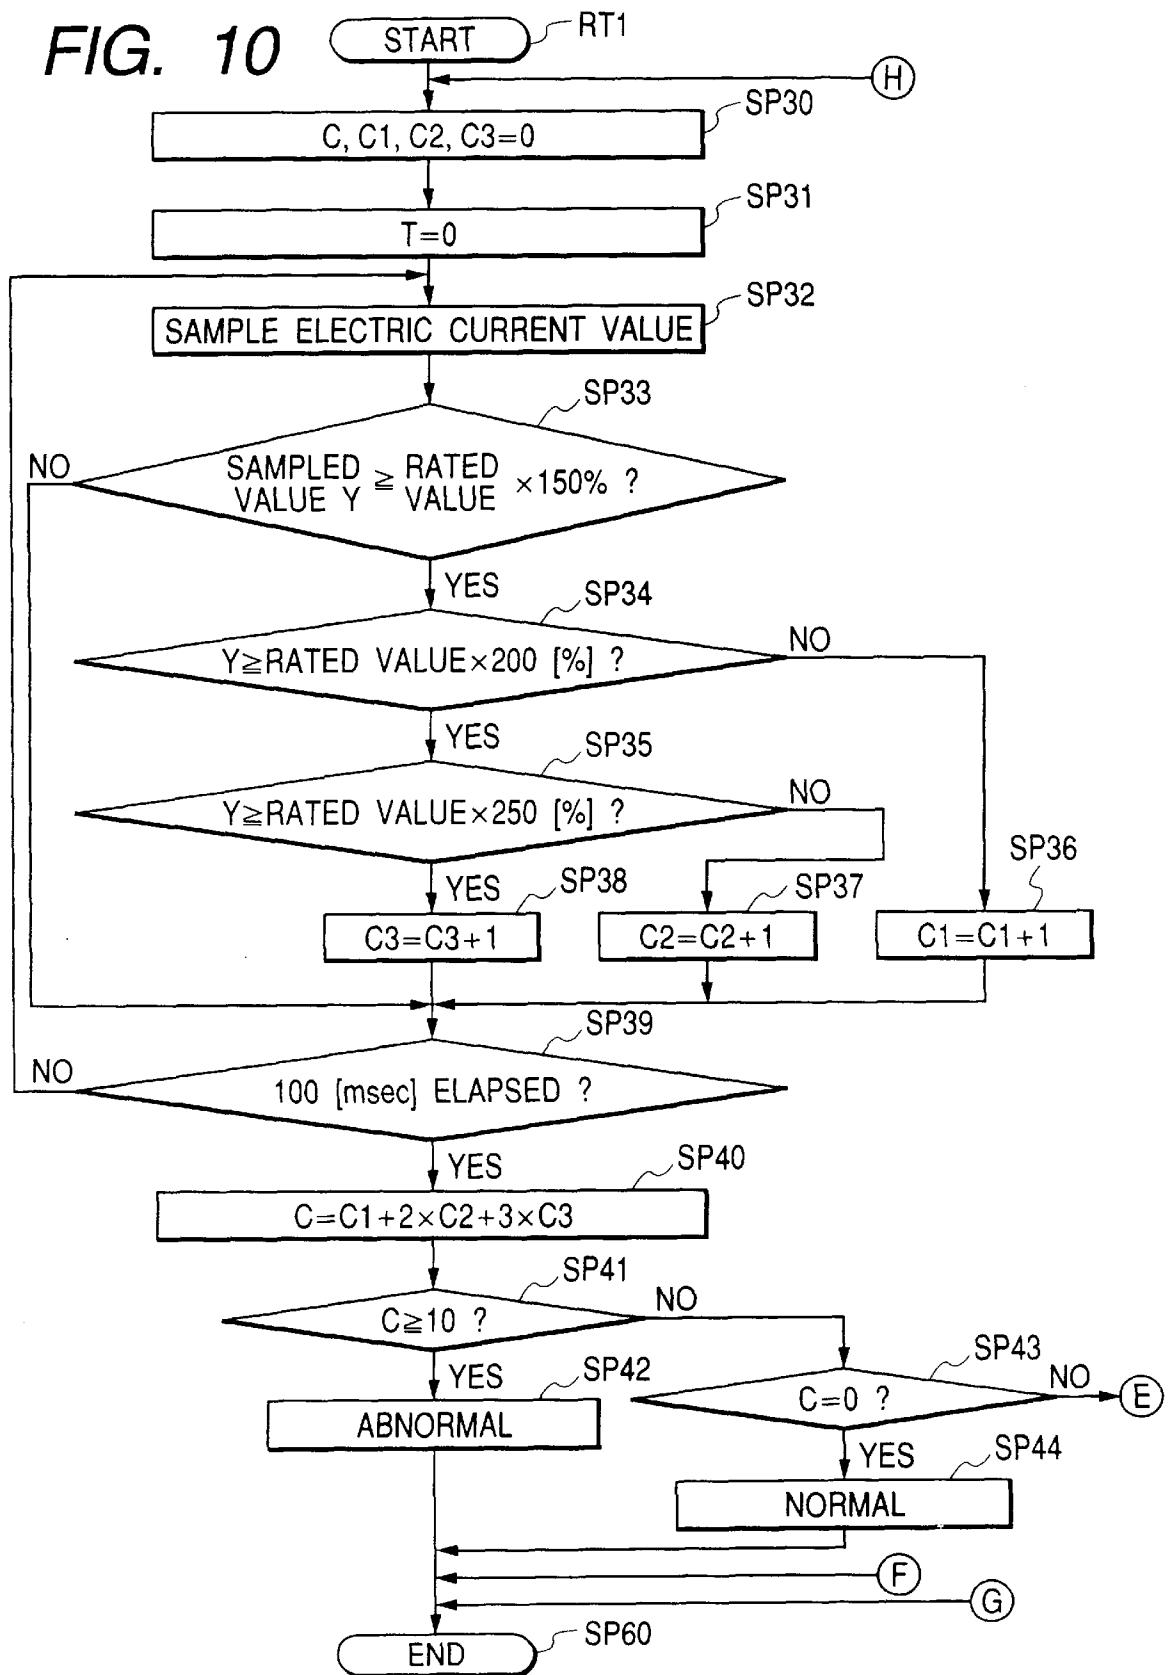 FIG. 10
START
RT1
H
SP30
C, C1, C2, C3=0
SP31
T=0
SP32
SAMPLE ELECTRIC CURRENT VALUE
SP33
NO
SAMPLED VALUE Y ≧ RATED VALUE ×150% ?
YES
SP34
NO
Y≧RATED VALUE×200 [%] ?
YES
SP35
NO
Y≧RATED VALUE×250 [%] ?
YES
SP38
SP37
SP36
C3=C3+1
C2=C2+1
C1=C1+1
SP39
NO
100 [msec] ELAPSED ?
YES
SP40
C=C1+2×C2+3×C3
SP41
NO
C≧10 ?
YES
SP42
SP43
NO
E
C=0 ?
ABNORMAL
YES
SP44
NORMAL
F
G
SP60
END